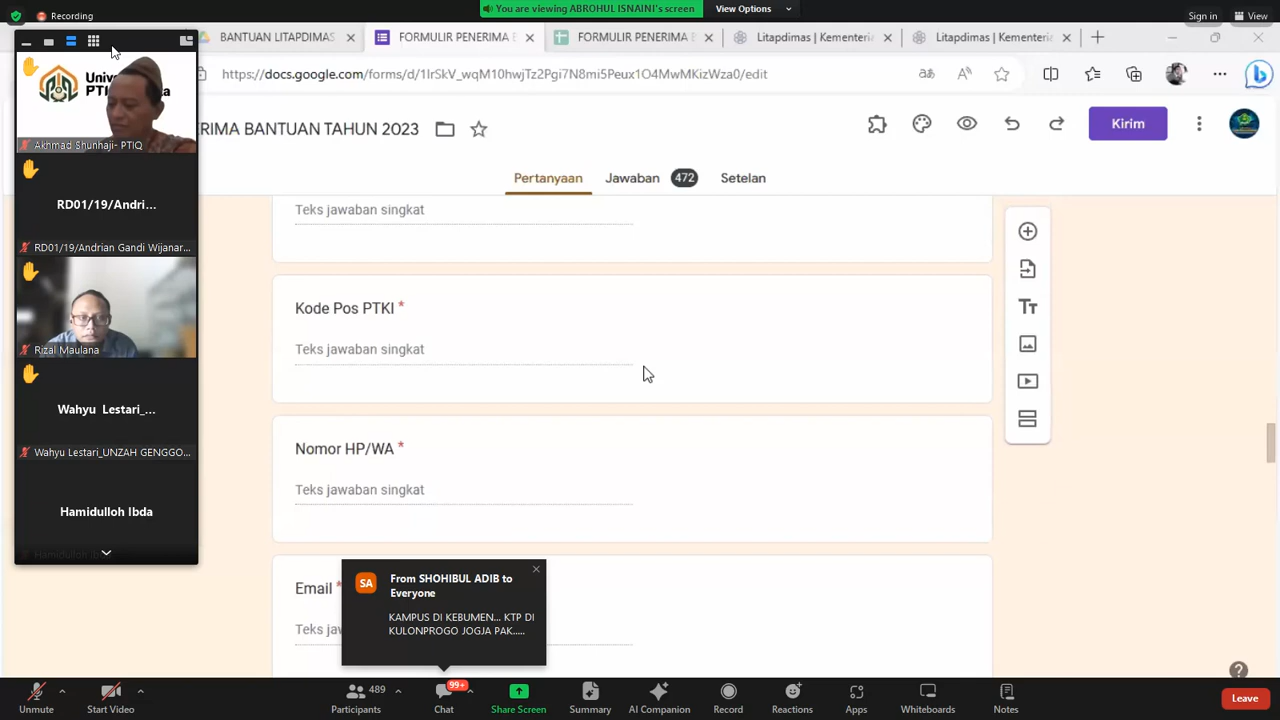 Recording
You are viewing ABROHUL ISNAINI's screen
View Options
Sign in
View
BANTUAN LITAPDIMAS
FORMULIR PENERIMA B
FORMULIR PENERIMA B
Litapdimas | Kementeria
Litapdimas | Kementeria
https://docs.google.com/forms/d/1IrSkV_wqM10hwjTz2Pgi7N8mi5Peux1O4MwMKizWza0/edit
ERIMA BANTUAN TAHUN 2023
Kirim
Pertanyaan
Jawaban
472
Setelan
Akhmad Shunhaji- PTIQ
RD01/19/Andri...
RD01/19/Andrian Gandi Wijanar...
Rizal Maulana
Wahyu Lestari_...
Wahyu Lestari_UNZAH GENGGO...
Hamidulloh Ibda
Teks jawaban singkat
Kode Pos PTKI *
Teks jawaban singkat
Nomor HP/WA *
Teks jawaban singkat
Email *
Teks
From SHOHIBUL ADIB to
Everyone
KAMPUS DI KEBUMEN... KTP DI
KULONPROGO JOGJA PAK.....
Unmute
Start Video
489
Participants
99+
Chat
Share Screen
Summary
AI Companion
Record
Reactions
Apps
Whiteboards
Notes
Leave